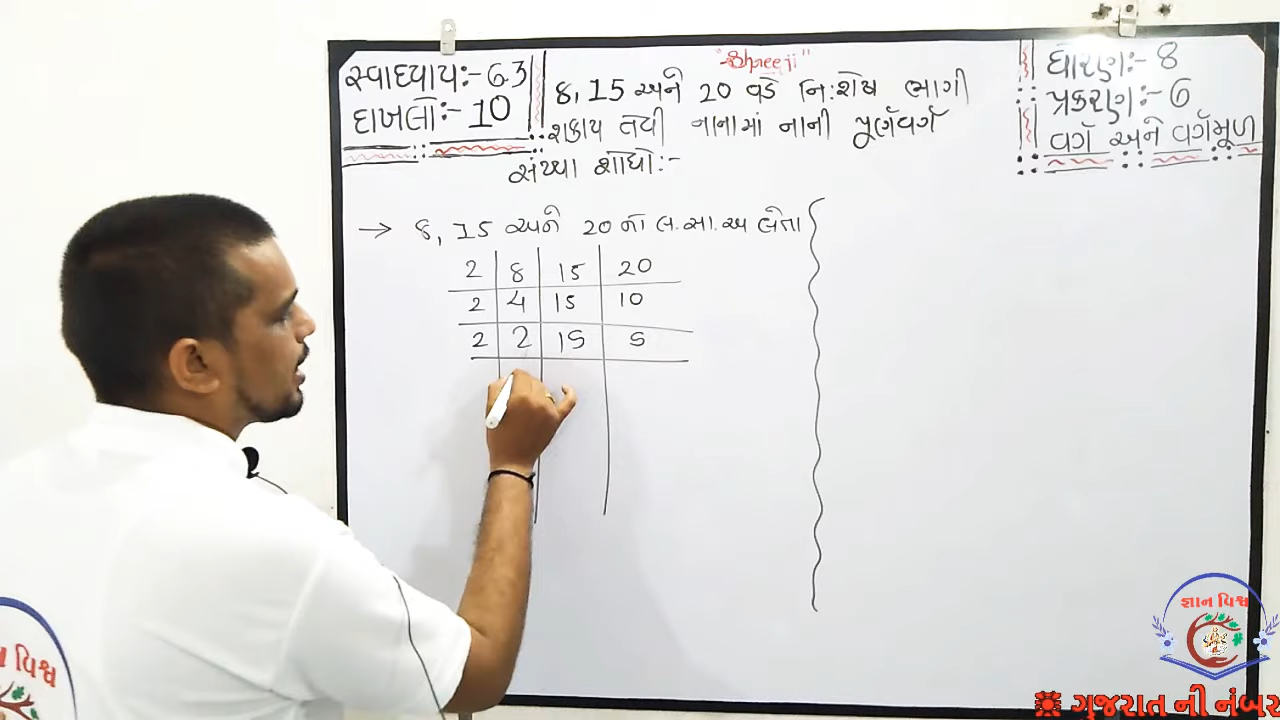 સ્વાધ્યાય:- 6.3
દાખલો:- 10
"Shreeji"
8, 15 અને 20 વડે નિ:શેષ ભાગી
શકાય તેવી નાનામાં નાની પૂર્ણવર્ગ
સંખ્યા શોધો:-
ધોરણ:- 8
પ્રકરણ:- 6
વર્ગ અને વર્ગમૂળ
→ 8, 15 અને 20 નો લ.સા.અ લેતા
2 8 15 20
2 4 15 10
2 2 15 5
જ્ઞાન વિશ્વ
ન વિશ્વ
ગુજરાત ની નંબર